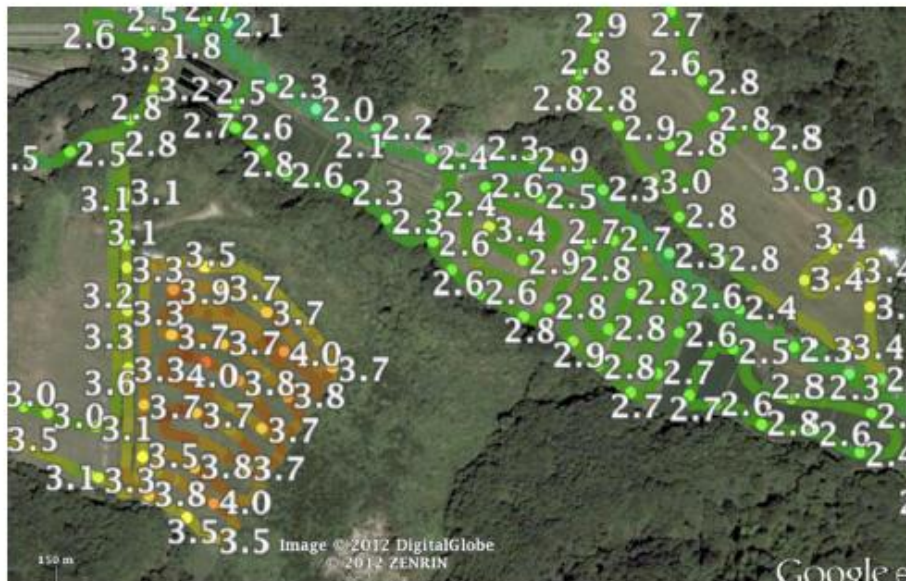 2.5 2.7 2.1
2.6 1.8
2.9 2.7
3.3
2.8 2.6 2.8
3.2 2.5 2.3
2.8 2.0 2.8 2.8
2.7 2.6 2.2 2.9 2.8 2.8
.5 2.5 2.8 2.8 2.1 2.4 2.3 2.9 2.8
2.6 2.3 2.6 2.5 2.3 3.0 3.0 3.0
3.1 3.1 2.3 2.4 2.8
3.1 2.6 3.4 2.7 3.4
3.3 3.5 2.9 2.8 2.3 2.8 3.4 3.4
3.2 3.9 3.7 2.6 2.6 2.8 2.6 2.4
3.3 3.3 3.7 2.8 2.8 2.8 2.6
3.7 3.7 4.0 2.9 2.5 2.3 3.4
3.6 3.3 4.0 3.8 3.7 2.8 2.7 2.8 2.3
3.0 3.0 3.7 3.7 3.8 2.7 2.7 2.6
3.5 3.1 3.7 2.8 2.6
3.1 3.3 3.5 3.8 3.7 2.4
3.8 4.0
3.5 3.5
Image © 2012 DigitalGlobe
© 2012 ZENRIN
150 m
Google